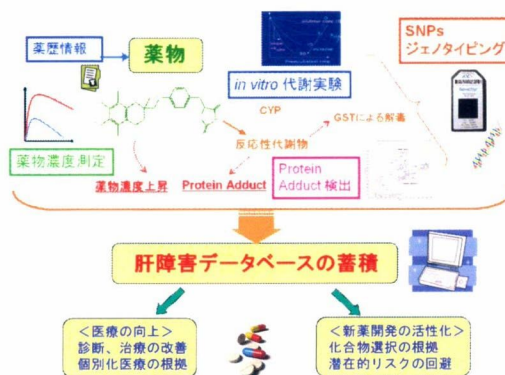 薬歴情報
薬物
SNPs
ジェノタイピング
in vitro 代謝実験
CYP
GSTによる解毒
反応性代謝物
薬物濃度測定
薬物濃度上昇
Protein Adduct
Protein
Adduct 検出
肝障害データベースの蓄積
＜医療の向上＞
診断、治療の改善
個別化医療の根拠
＜新薬開発の活性化＞
化合物選択の根拠
潜在的リスクの回避